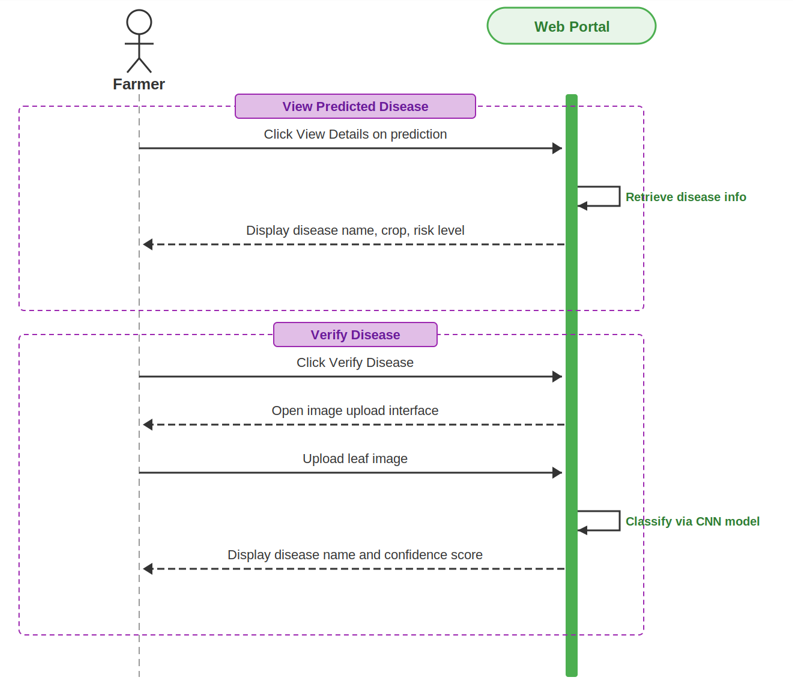 Web Portal
Farmer
View Predicted Disease
Click View Details on prediction
Retrieve disease info
Display disease name, crop, risk level
Verify Disease
Click Verify Disease
Open image upload interface
Upload leaf image
Classify via CNN model
Display disease name and confidence score